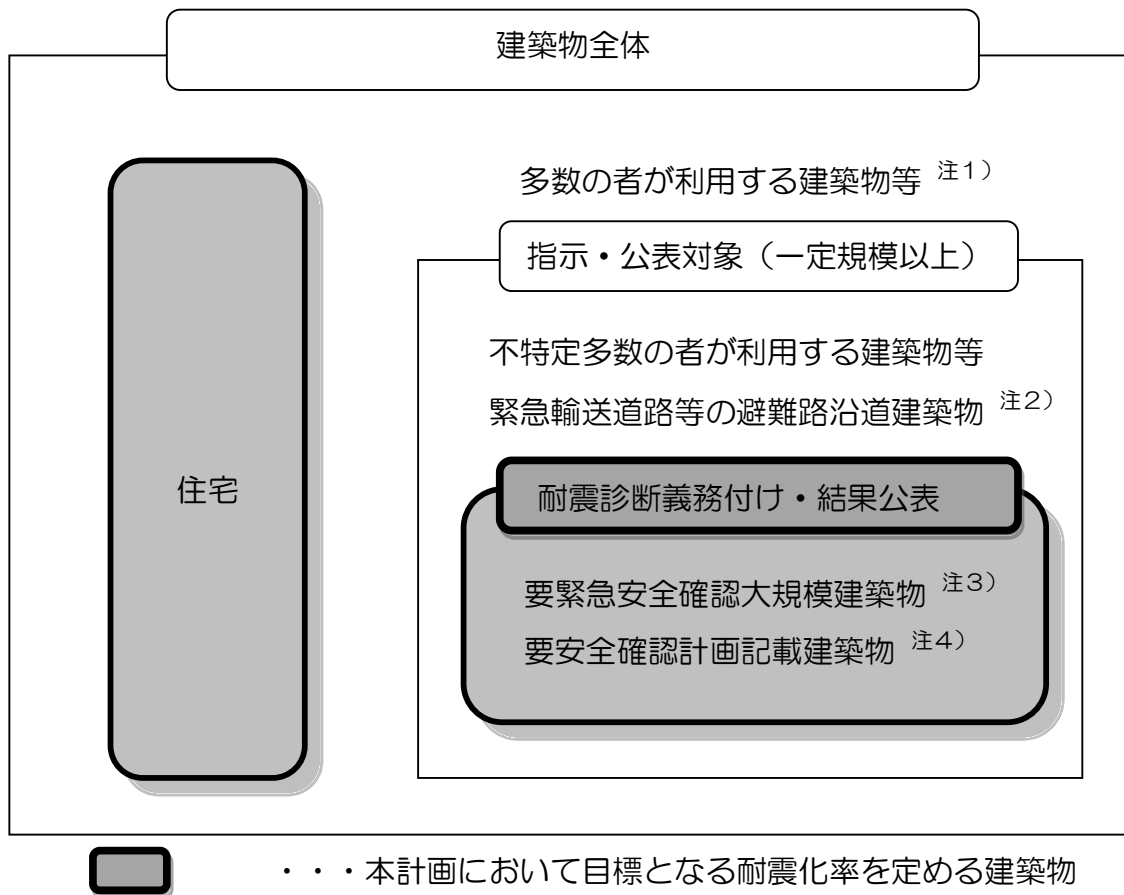 建築物全体
多数の者が利用する建築物等 注1）
指示・公表対象（一定規模以上）
不特定多数の者が利用する建築物等
緊急輸送道路等の避難路沿道建築物 注2）
住宅
耐震診断義務付け・結果公表
要緊急安全確認大規模建築物 注3）
要安全確認計画記載建築物 注4）
・・・本計画において目標となる耐震化率を定める建築物